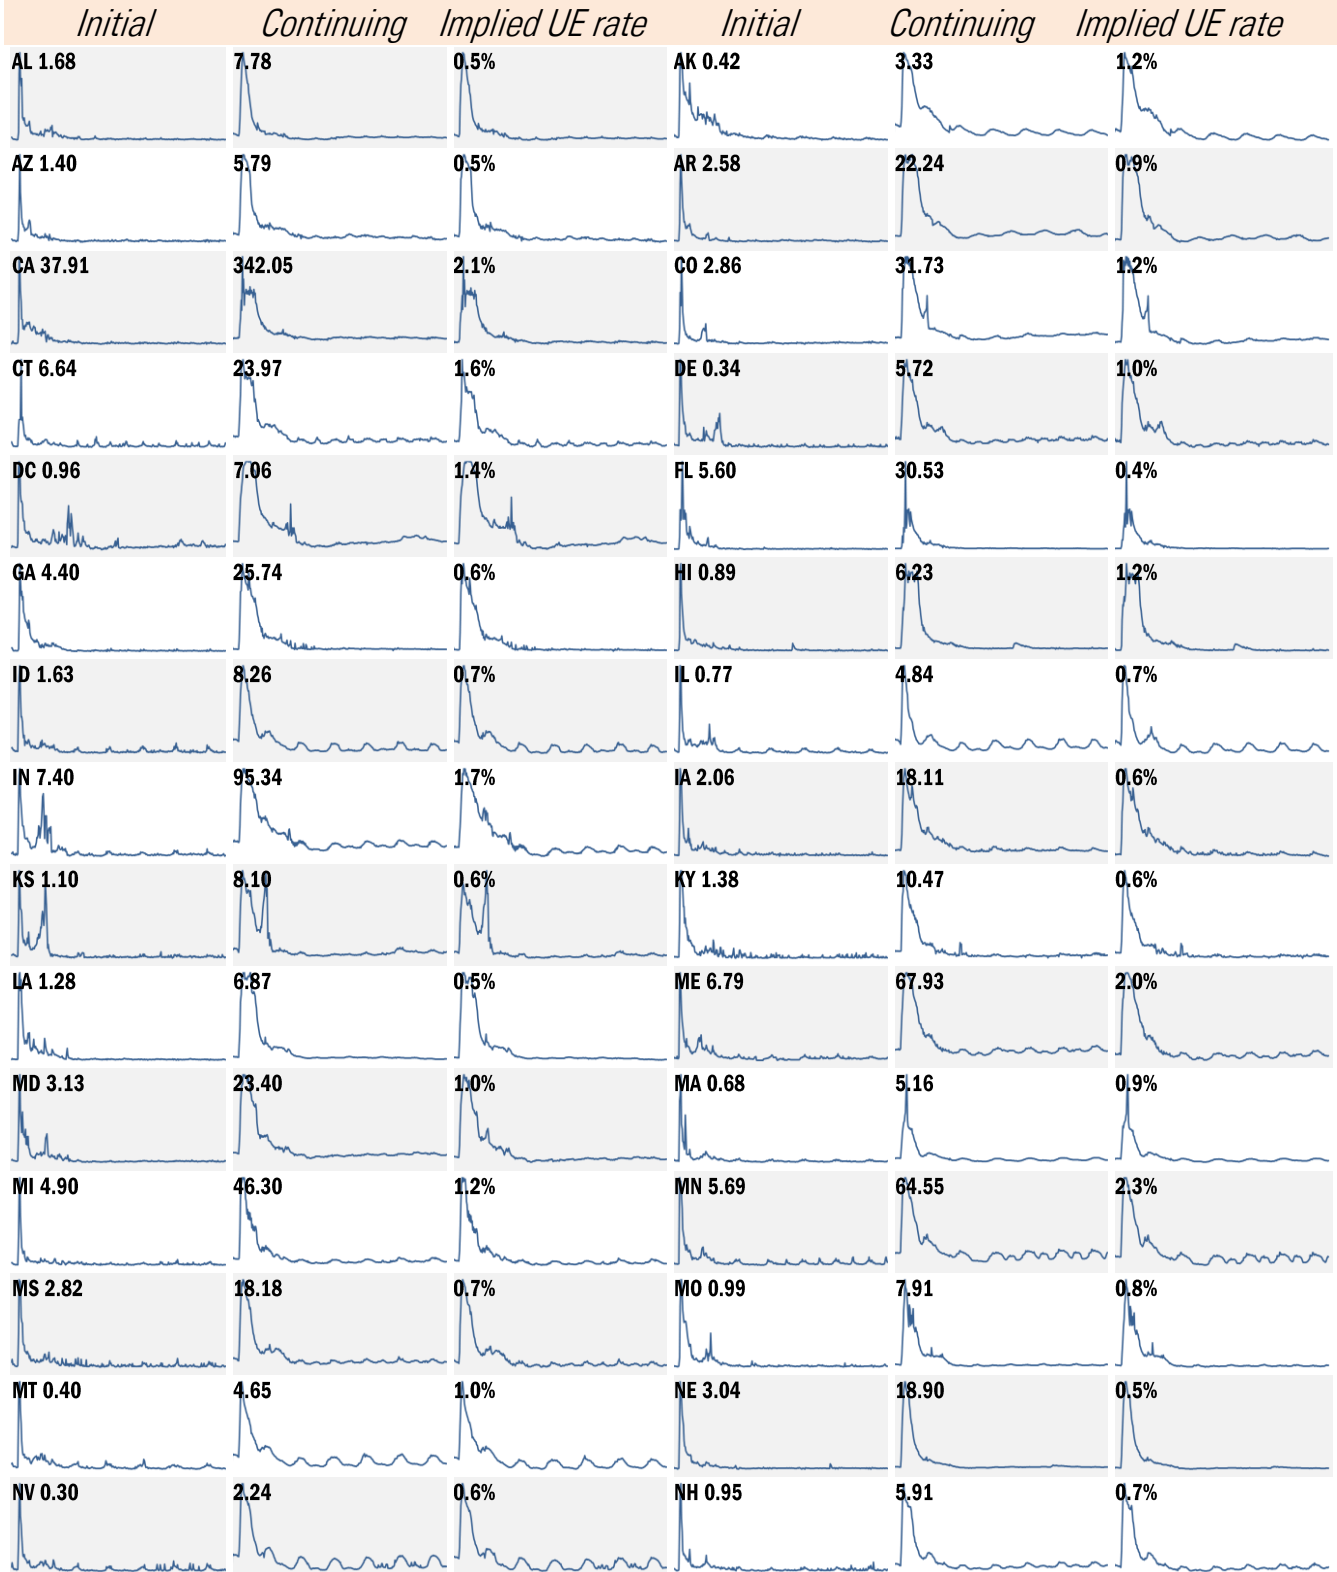 Initial Continuing Implied UE rate Initial Continuing Implied UE rate
AL 1.68 7.78 0.5% AK 0.42 3.33 1.2%
AZ 1.40 5.79 0.5% AR 2.58 22.24 0.9%
CA 37.91 342.05 2.1% CO 2.86 31.73 1.2%
CT 6.64 23.97 1.6% DE 0.34 5.72 1.0%
DC 0.96 7.06 1.4% FL 5.60 30.53 0.4%
GA 4.40 25.74 0.6% HI 0.89 6.23 1.2%
ID 1.63 8.26 0.7% IL 0.77 4.84 0.7%
IN 7.40 95.34 1.7% IA 2.06 18.11 0.6%
KS 1.10 8.10 0.6% KY 1.38 10.47 0.6%
LA 1.28 6.87 0.5% ME 6.79 67.93 2.0%
MD 3.13 23.40 1.0% MA 0.68 5.16 0.9%
MI 4.90 46.30 1.2% MN 5.69 64.55 2.3%
MS 2.82 18.18 0.7% MO 0.99 7.91 0.8%
MT 0.40 4.65 1.0% NE 3.04 18.90 0.5%
NV 0.30 2.24 0.6% NH 0.95 5.91 0.7%